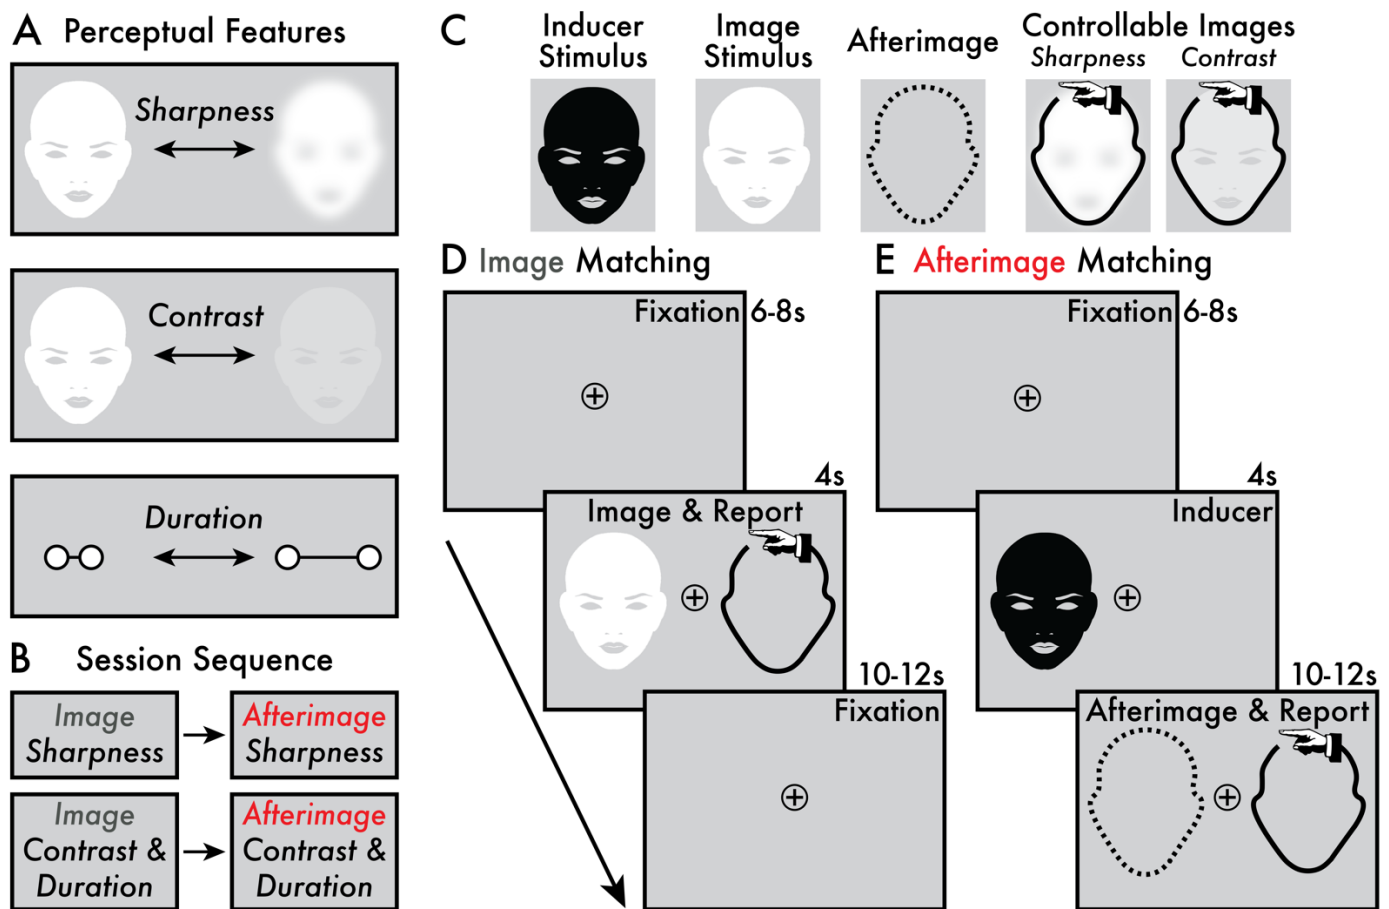 A Perceptual Features
Sharpness
Contrast
Duration
B Session Sequence
Image
Sharpness
Afterimage
Sharpness
Image
Contrast &
Duration
Afterimage
Contrast &
Duration
C
Inducer
Stimulus
Image
Stimulus
Afterimage
Controllable Images
Sharpness
Contrast
D Image Matching
Fixation 6-8s
4s
Image & Report
10-12s
Fixation
E Afterimage Matching
Fixation 6-8s
4s
Inducer
10-12s
Afterimage & Report